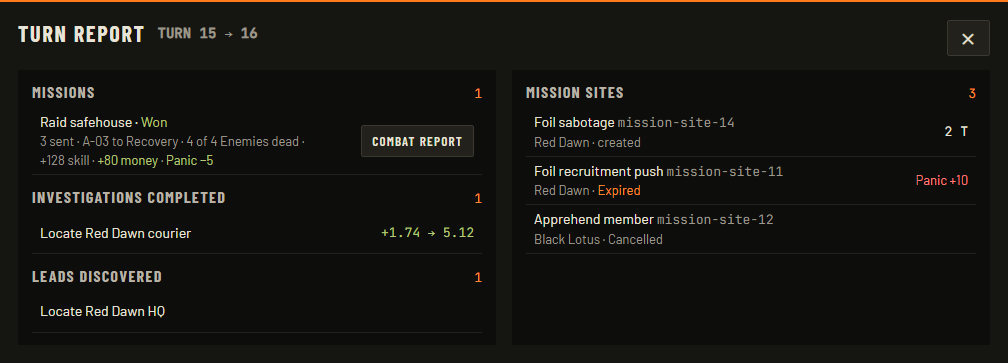 TURN REPORT TURN 15 → 16
×
MISSIONS 1
Raid safehouse · Won
3 sent · A-03 to Recovery · 4 of 4 Enemies dead ·
+128 skill · +80 money · Panic −5
COMBAT REPORT
INVESTIGATIONS COMPLETED 1
Locate Red Dawn courier +1.74 → 5.12
LEADS DISCOVERED 1
Locate Red Dawn HQ
MISSION SITES 3
Foil sabotage mission-site-14
Red Dawn · created
2 T
Foil recruitment push mission-site-11
Red Dawn · Expired
Panic +10
Apprehend member mission-site-12
Black Lotus · Cancelled